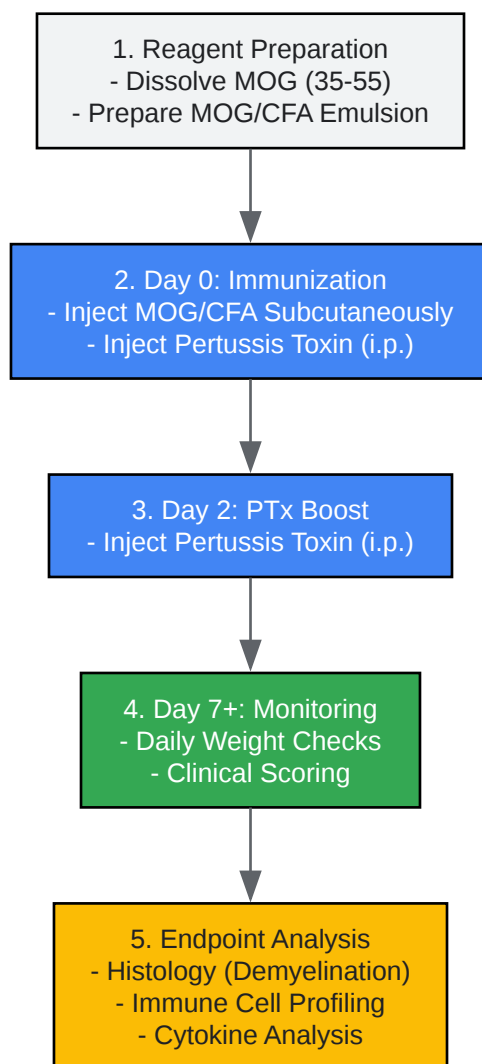 1. Reagent Preparation
- Dissolve MOG (35-55)
- Prepare MOG/CFA Emulsion
2. Day 0: Immunization
- Inject MOG/CFA Subcutaneously
- Inject Pertussis Toxin (i.p.)
3. Day 2: PTx Boost
- Inject Pertussis Toxin (i.p.)
4. Day 7+: Monitoring
- Daily Weight Checks
- Clinical Scoring
5. Endpoint Analysis
- Histology (Demyelination)
- Immune Cell Profiling
- Cytokine Analysis